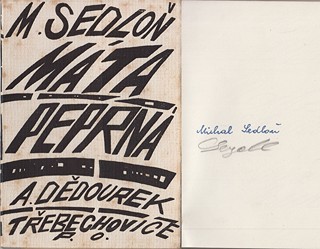 M. SEDLOŇ
MÁTA
PEPRNÁ
A. DĚDOUREK
TŘEBECHOVICE
P. O.
Michal Sedloň